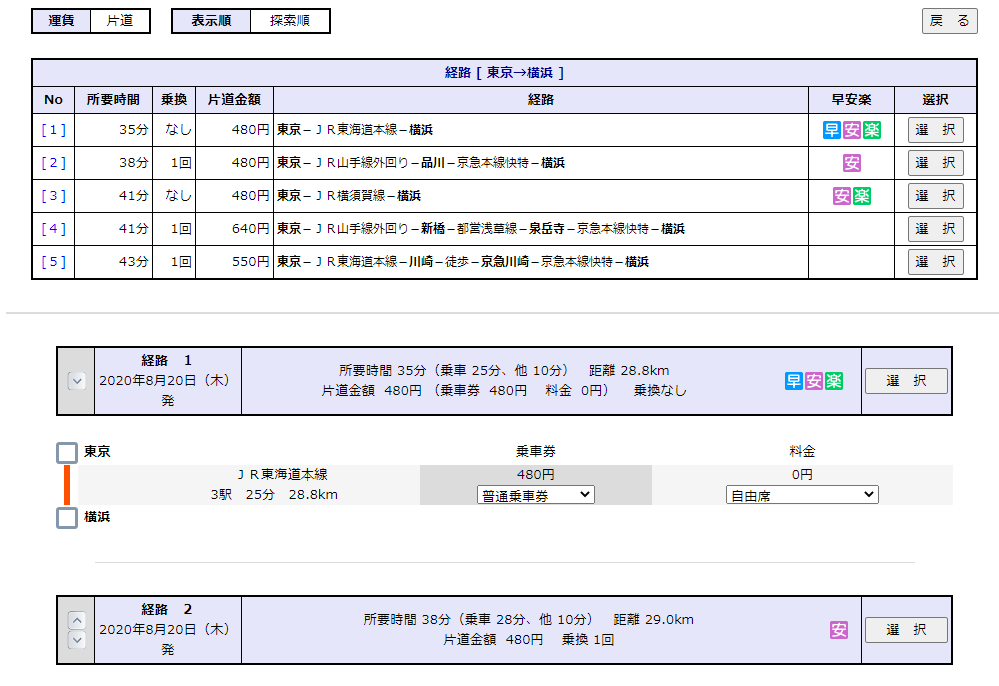 運賃 片道 表示順 探索順 戻 る
経路 [ 東京→横浜 ]
No 所要時間 乗換 片道金額 経路 早安楽 選択
[ 1 ] 35分 なし 480円 東京－ＪＲ東海道本線－横浜 早 安 楽 選 択
[ 2 ] 38分 1回 480円 東京－ＪＲ山手線外回り－品川－京急本線快特－横浜 安 選 択
[ 3 ] 41分 なし 480円 東京－ＪＲ横須賀線－横浜 安 楽 選 択
[ 4 ] 41分 1回 640円 東京－ＪＲ山手線外回り－新橋－都営浅草線－泉岳寺－京急本線快特－横浜 選 択
[ 5 ] 43分 1回 550円 東京－ＪＲ東海道本線－川崎－徒歩－京急川崎－京急本線快特－横浜 選 択
経路 1
2020年8月20日（木）
発
所要時間 35分（乗車 25分、他 10分） 距離 28.8km
片道金額 480円 （乗車券 480円 料金 0円） 乗換なし
早 安 楽 選 択
東京 乗車券 料金
ＪＲ東海道本線 480円 0円
3駅 25分 28.8km 普通乗車券 自由席
横浜
経路 2
2020年8月20日（木）
発
所要時間 38分（乗車 28分、他 10分） 距離 29.0km
片道金額 480円 乗換 1回
安 選 択